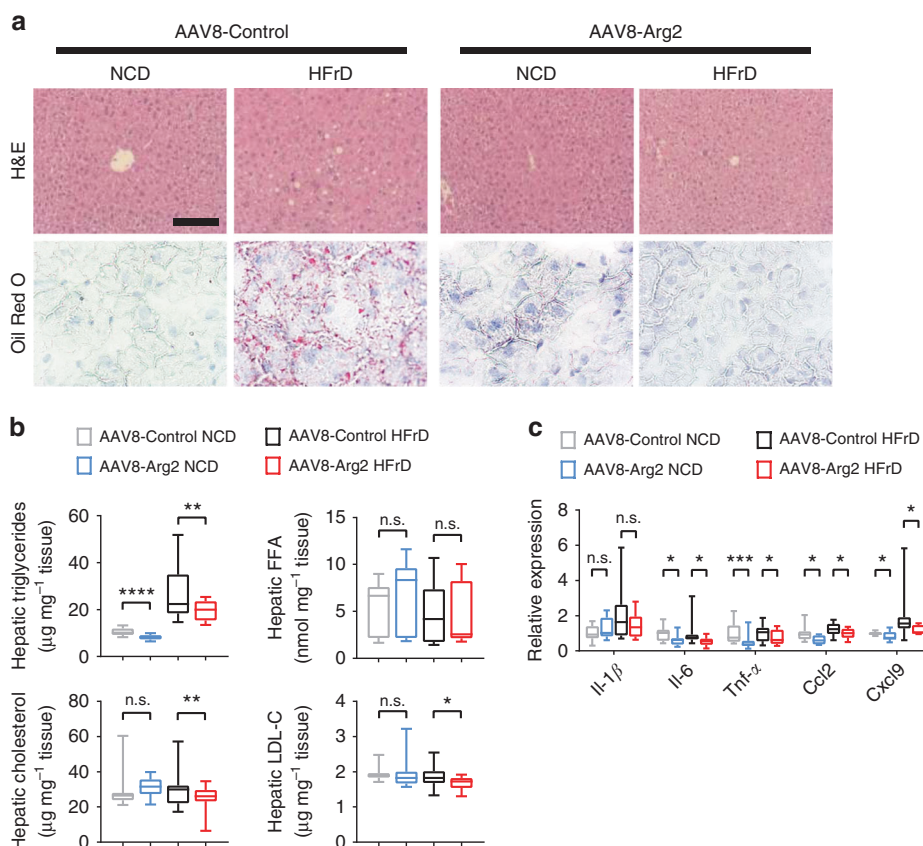 a
AAV8-Control AAV8-Arg2
NCD HFrD NCD HFrD
H&E
Oil Red O
b
AAV8-Control NCD AAV8-Control HFrD
AAV8-Arg2 NCD AAV8-Arg2 HFrD
Hepatic triglycerides
(µg mg⁻¹ tissue)
60
40
20
0
**** **
Hepatic FFA
(nmol mg⁻¹ tissue)
15
10
5
0
n.s. n.s.
Hepatic cholesterol
(µg mg⁻¹ tissue)
80
60
40
20
0
n.s. **
Hepatic LDL-C
(µg mg⁻¹ tissue)
4
3
2
1
0
n.s. *
c
AAV8-Control NCD AAV8-Control HFrD
AAV8-Arg2 NCD AAV8-Arg2 HFrD
Relative expression
8
6
4
2
0
n.s. n.s. * * *** * * * * *
Il-1β Il-6 Tnf-α Ccl2 Cxcl9